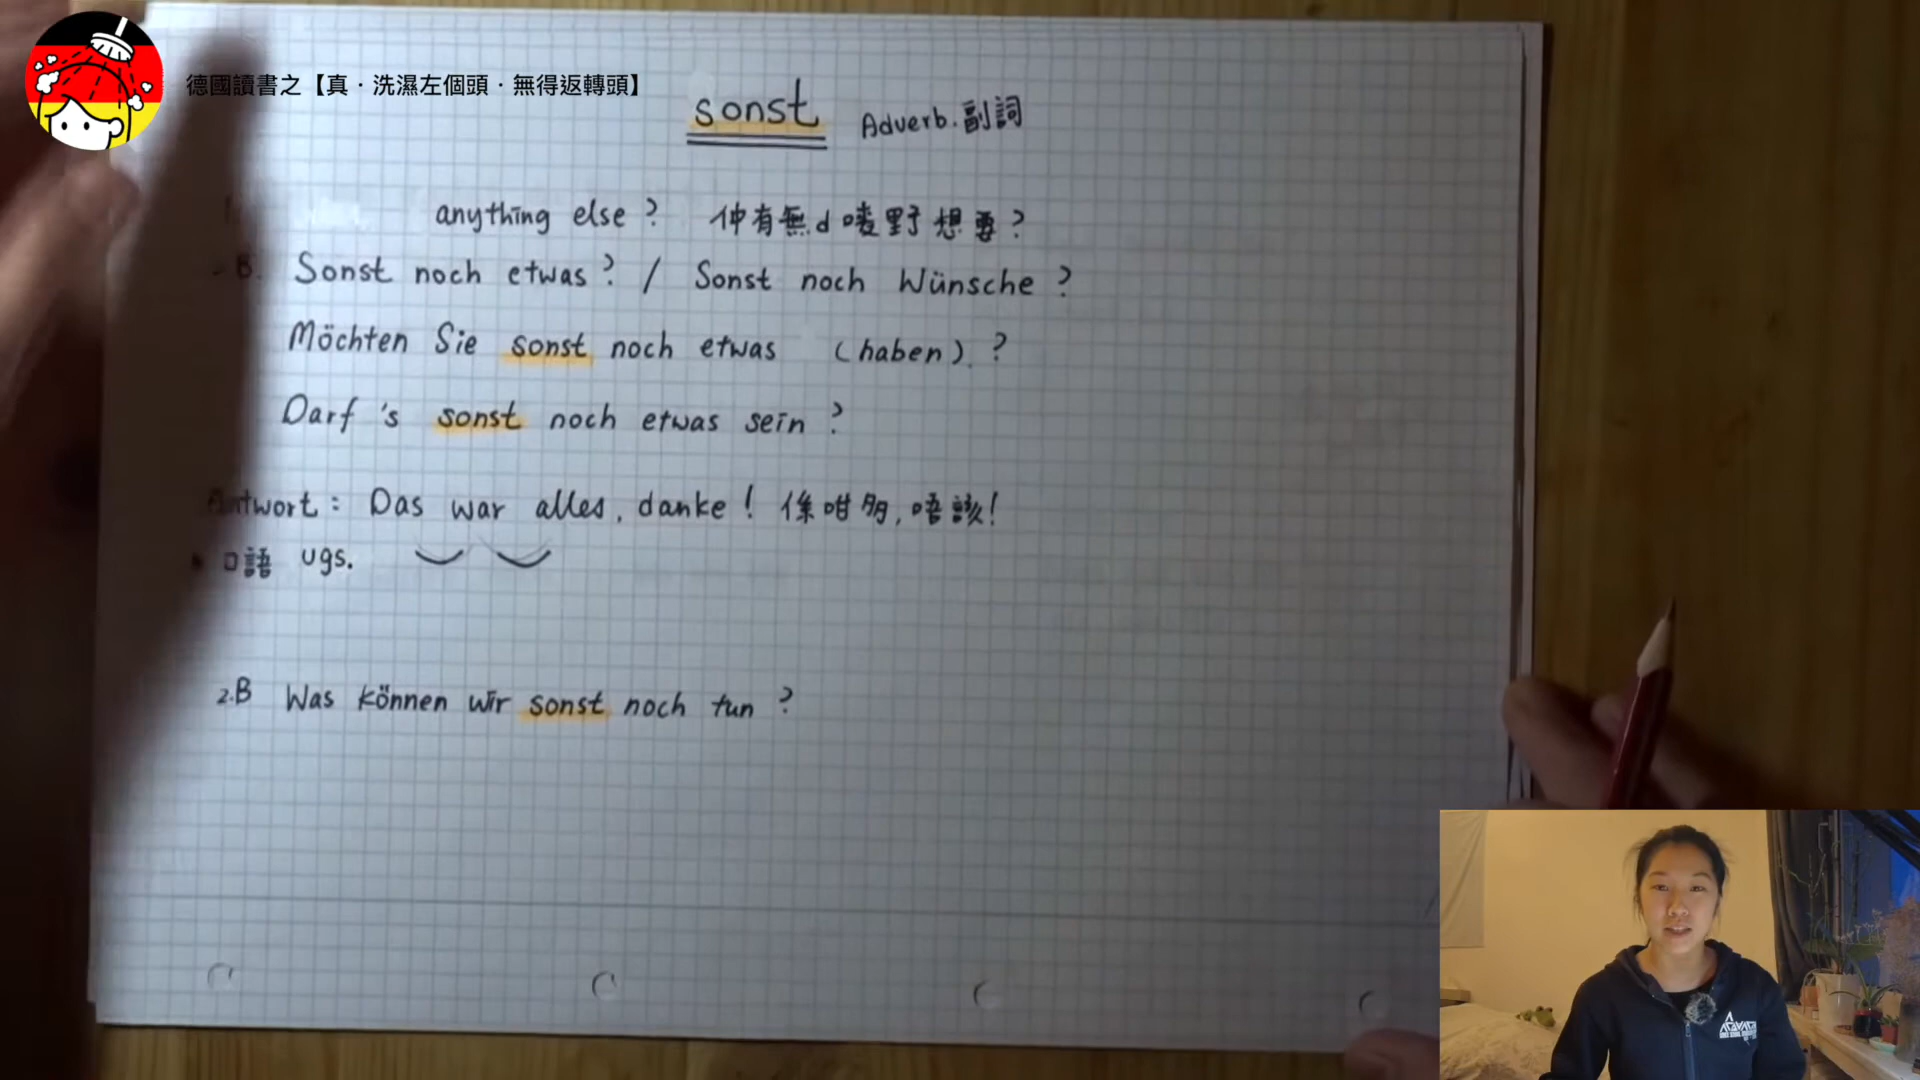 德國讀書之【真·洗濕左個頭·無得返轉頭】
sonst Adverb. 副詞
anything else? 仲有無d 唛野想要?
B. Sonst noch etwas? / Sonst noch Wünsche?
Möchten Sie sonst noch etwas (haben)?
Darf 's sonst noch etwas sein?
Antwort: Das war alles, danke! 係咁多, 唔該!
口語 ugs.
2.B Was können wir sonst noch tun?